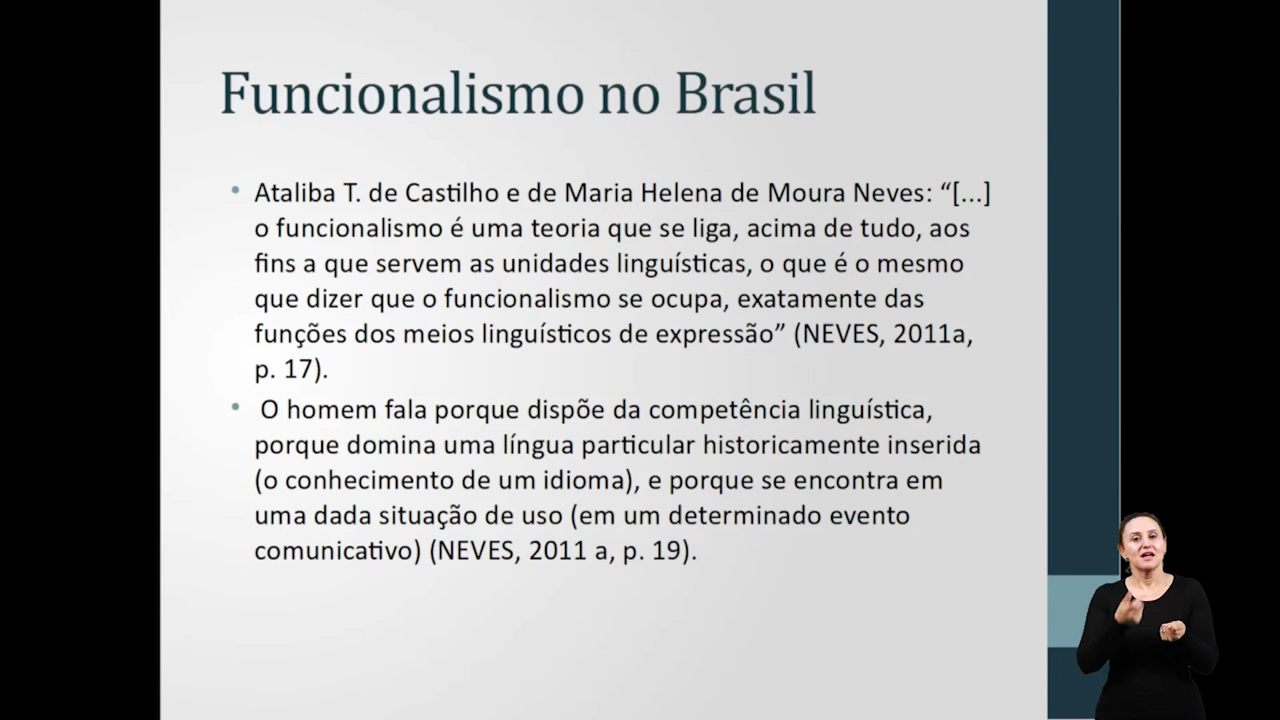 Funcionalismo no Brasil
• Ataliba T. de Castilho e de Maria Helena de Moura Neves: “[...]
o funcionalismo é uma teoria que se liga, acima de tudo, aos
fins a que servem as unidades linguísticas, o que é o mesmo
que dizer que o funcionalismo se ocupa, exatamente das
funções dos meios linguísticos de expressão” (NEVES, 2011a,
p. 17).
• O homem fala porque dispõe da competência linguística,
porque domina uma língua particular historicamente inserida
(o conhecimento de um idioma), e porque se encontra em
uma dada situação de uso (em um determinado evento
comunicativo) (NEVES, 2011 a, p. 19).